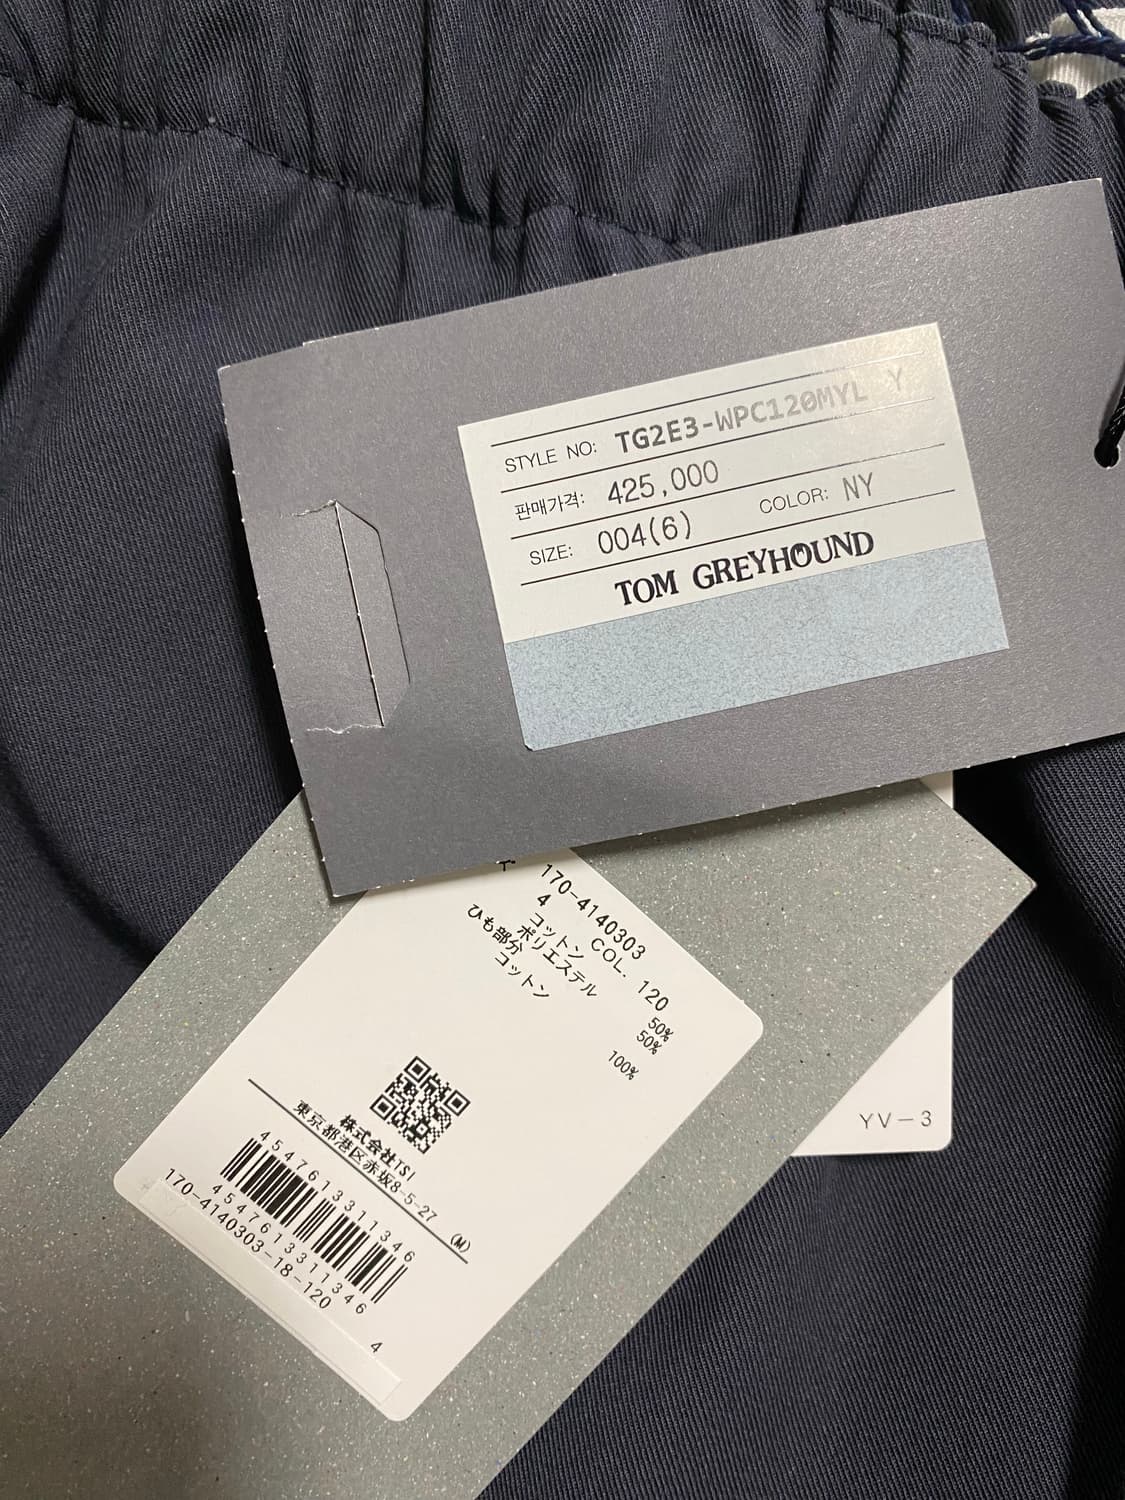 STYLE NO: TG2E3-WPC120MYL Y
판매가격: 425,000
SIZE: 004(6) COLOR: NY
TOM GREYHOUND
170-4140303
4 COL. 120
コットン 50%
ポリエステル 50%
ひも部分
コットン 100%
株式会社TSI
東京都港区赤坂8-5-27 (M)
4547613311346
170-4140303-18-120
4547613311346
4
YV-3